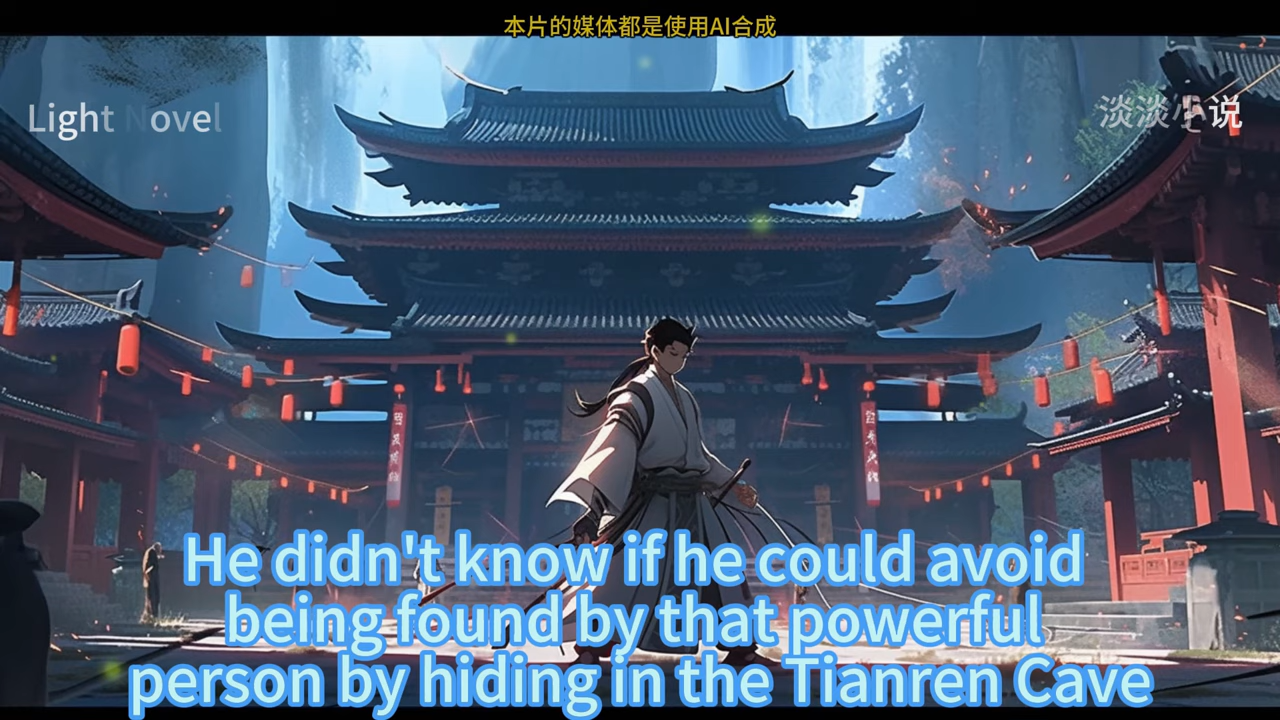 本片的媒体都是使用AI合成
Light Novel
淡淡小说
He didn't know if he could avoid
being found by that powerful
person by hiding in the Tianren Cave